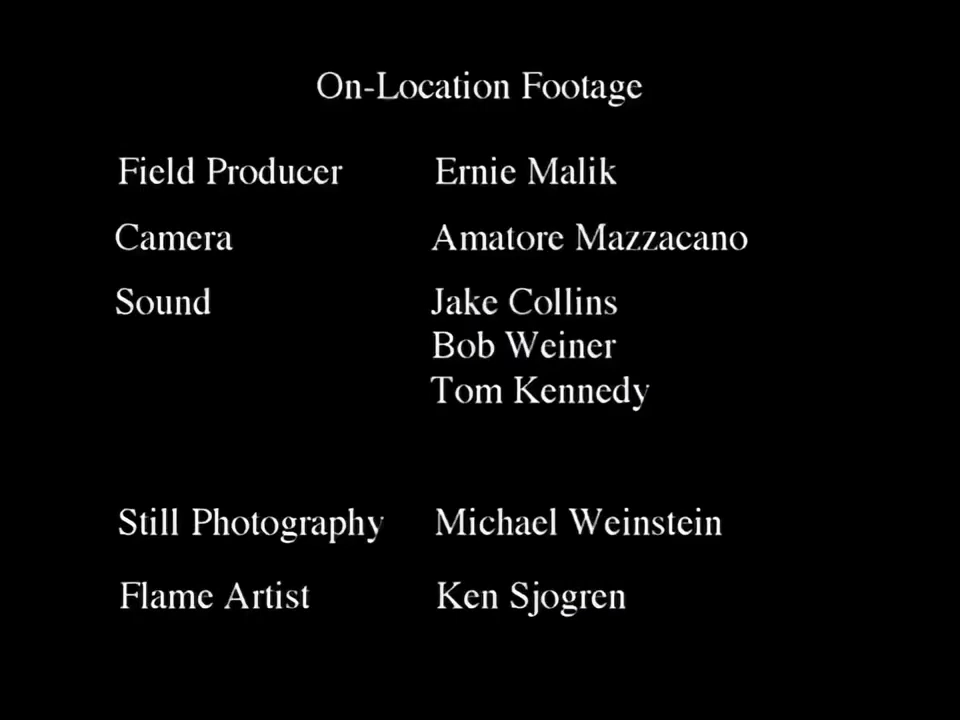 On-Location Footage
Field Producer Ernie Malik
Camera Amatore Mazzacano
Sound Jake Collins
Bob Weiner
Tom Kennedy
Still Photography Michael Weinstein
Flame Artist Ken Sjogren